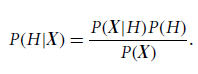 P(H|X) = P(X|H)P(H) / P(X).